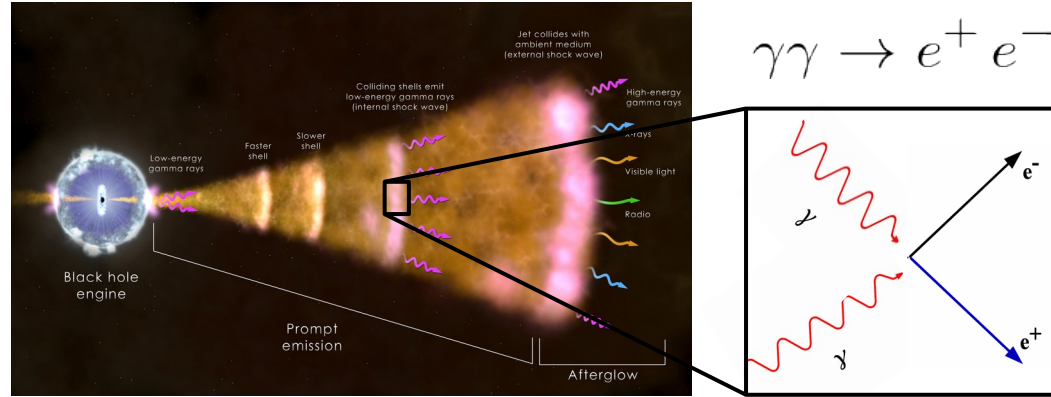 Jet collides with
ambient medium
(external shock wave)
γγ → e⁺ e⁻
Colliding shells emit
low-energy gamma rays
(internal shock wave)
High-energy
gamma rays
Slower
shell
Faster
shell
Low-energy
gamma rays
x-rays
Visible light
Radio
e⁻
γ
γ
e⁺
Black hole
engine
Prompt
emission
Afterglow